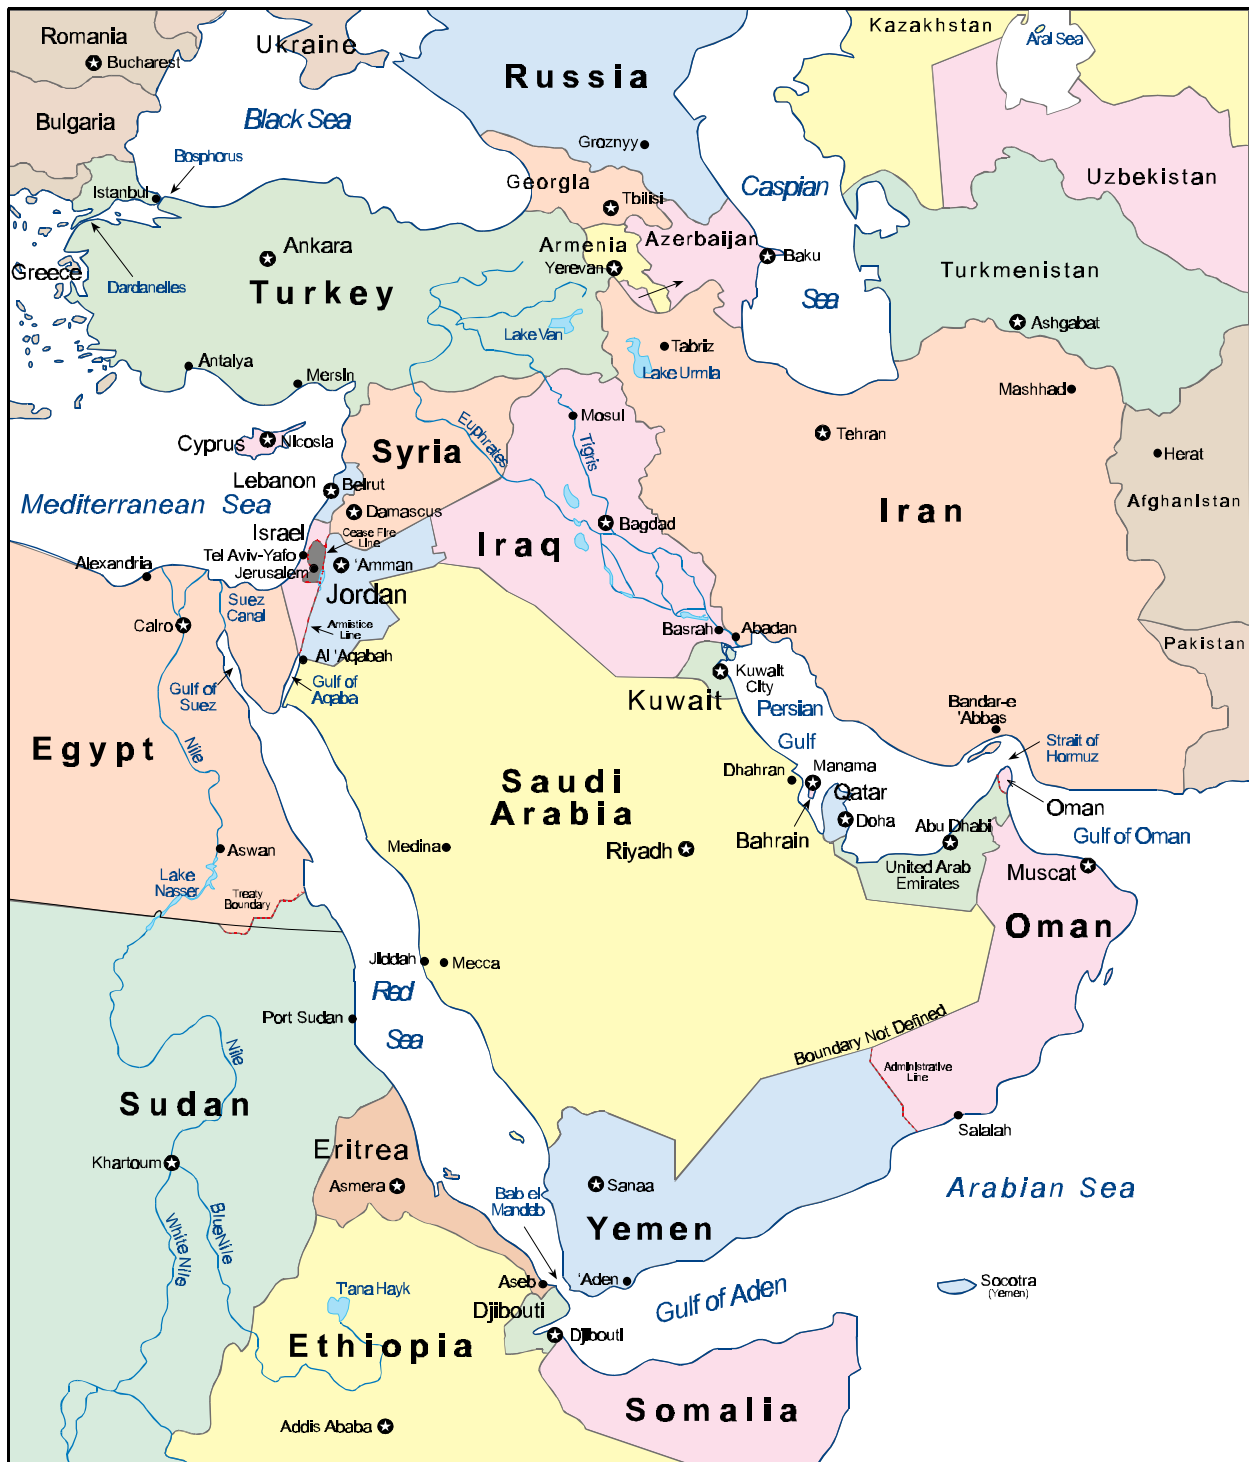 Romania
Bucharest
Ukraine
Russia
Kazakhstan
Aral Sea
Bulgaria
Black Sea
Bosphorus
Groznyy
Istanbul
Georgia
Tbilisi
Caspian
Sea
Uzbekistan
Ankara
Armenia
Yerevan
Azerbaijan
Baku
Turkmenistan
Greece
Dardanelles
Turkey
Lake Van
Ashgabat
Antalya
Mersin
Tabriz
Lake Urmia
Mashhad
Cyprus
Nicosia
Syria
Euphrates
Mosul
Tigris
Tehran
Herat
Lebanon
Beirut
Mediterranean Sea
Damascus
Afghanistan
Israel
Cease Fire
Line
Iraq
Bagdad
Iran
Alexandria
Tel Aviv-Yafo
Jerusalem
'Amman
Jordan
Suez
Canal
Cairo
Armistice
Line
Basrah
Abadan
Pakistan
Al 'Aqabah
Gulf of
Suez
Gulf of
Aqaba
Kuwait
Kuwait
City
Persian
Gulf
Bandar-e
'Abbas
Strait of
Hormuz
Egypt
Nile
Saudi
Arabia
Dhahran
Manama
Qatar
Oman
Bahrain
Doha
Abu Dhabi
Gulf of Oman
Aswan
Medina
Riyadh
United Arab
Emirates
Muscat
Lake
Nasser
Treaty
Boundary
Oman
Jiddah
Mecca
Red
Sea
Port Sudan
Boundary Not Defined
Nile
Administrative
Line
Sudan
Salalah
Eritrea
Khartoum
Asmera
Sanaa
Arabian Sea
Bab el
Mandeb
White Nile
Blue Nile
Yemen
T'ana Hayk
Aseb
'Aden
Gulf of Aden
Socotra
(Yemen)
Djibouti
Djibouti
Ethiopia
Somalia
Addis Ababa